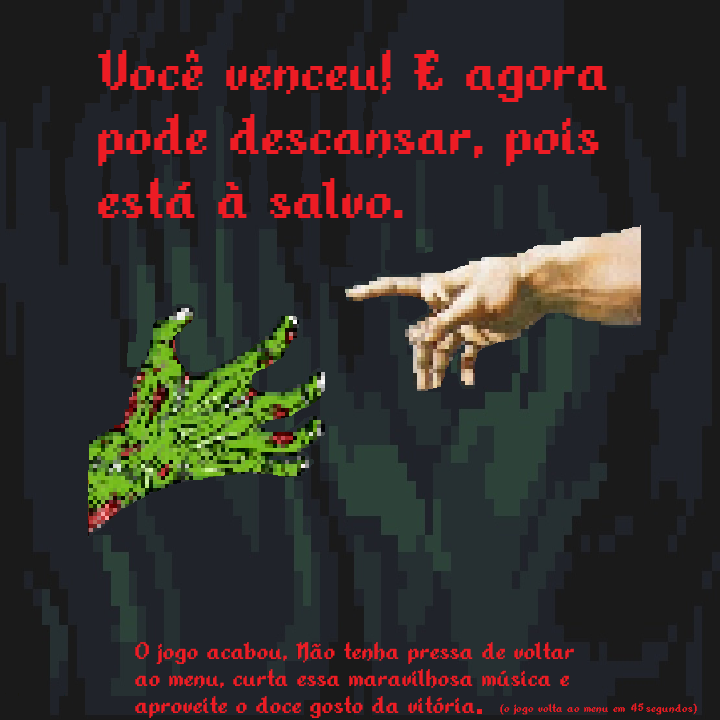 Você venceu! E agora
pode descansar, pois
está à salvo.
O jogo acabou, Não tenha pressa de voltar
ao menu, curta essa maravilhosa música e
aproveite o doce gosto da vitória. (o jogo volta ao menu em 45 segundos)